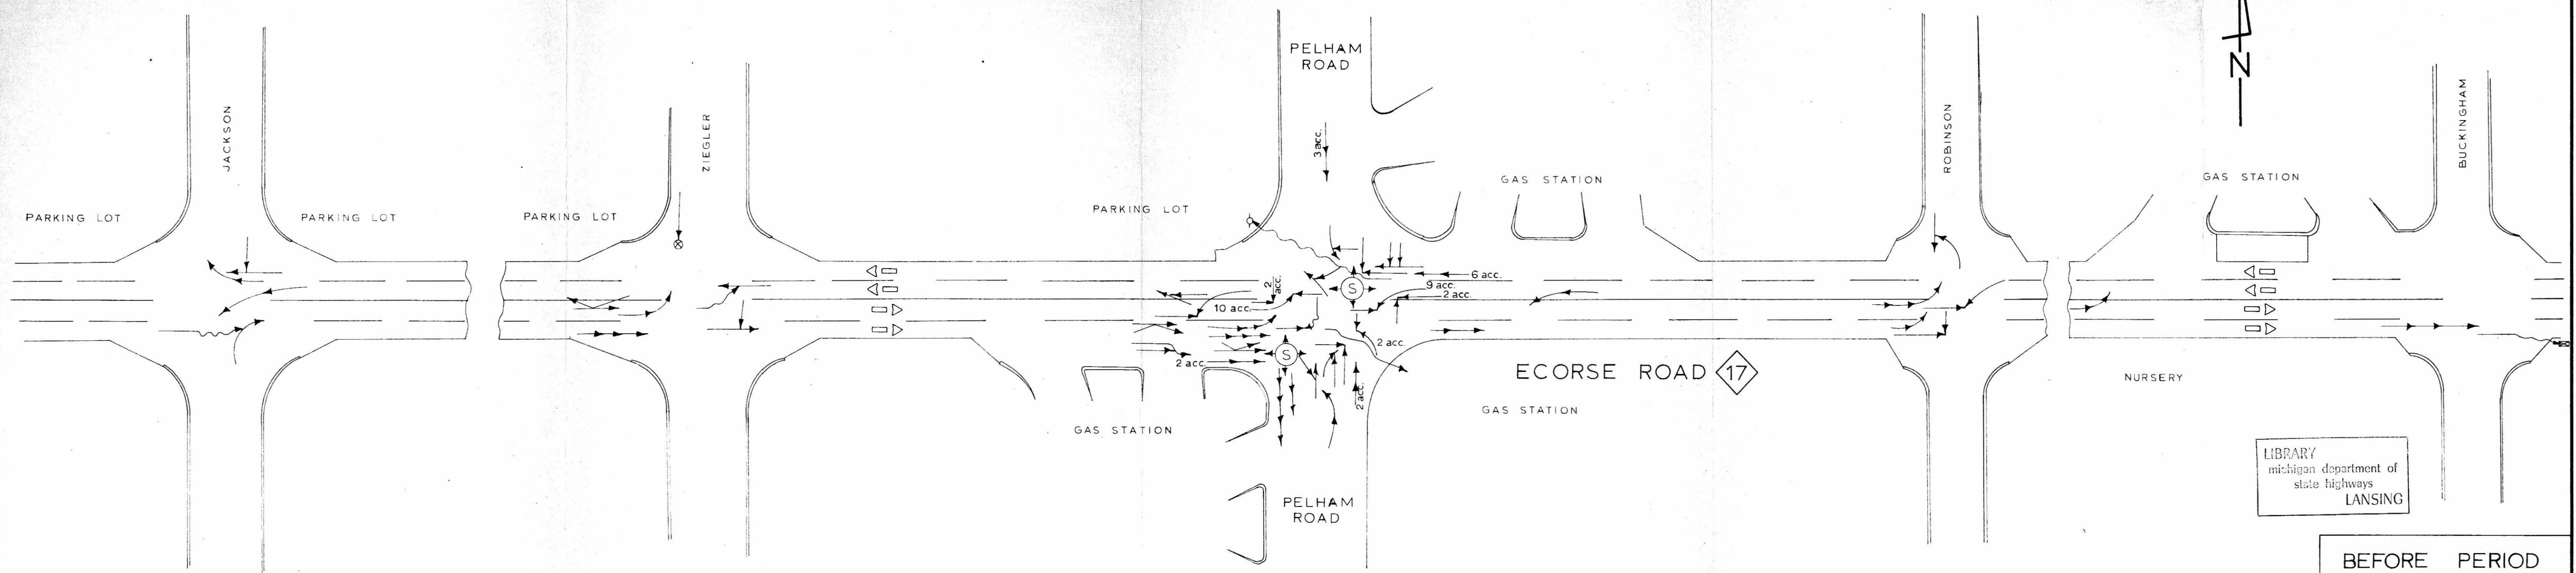 PELHAM
ROAD
N
JACKSON
ZIEGLER
3 acc.
ROBINSON
BUCKINGHAM
PARKING LOT
PARKING LOT
PARKING LOT
PARKING LOT
GAS STATION
GAS STATION
2 acc.
S
6 acc.
9 acc.
2 acc.
10 acc.
2 acc.
S
2 acc.
2 acc.
ECORSE ROAD 17
NURSERY
GAS STATION
GAS STATION
PELHAM
ROAD
LIBRARY
michigan department of
state highways
LANSING
BEFORE PERIOD